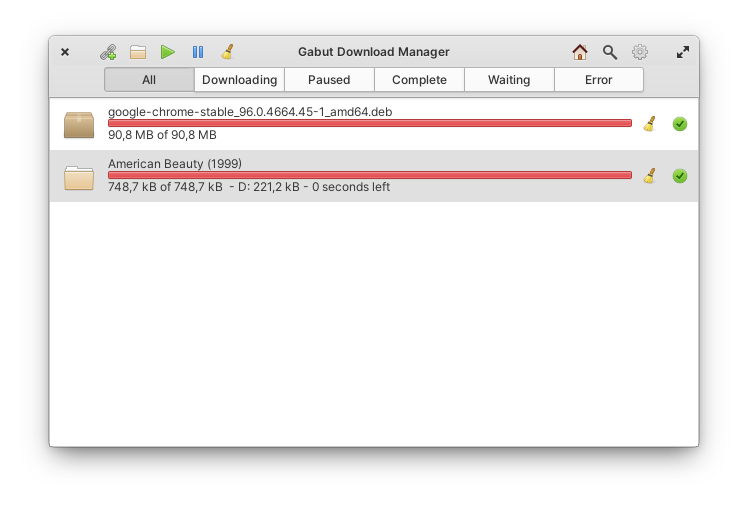 Gabut Download Manager
All Downloading Paused Complete Waiting Error
google-chrome-stable_96.0.4664.45-1_amd64.deb
90,8 MB of 90,8 MB
American Beauty (1999)
748,7 kB of 748,7 kB - D: 221,2 kB - 0 seconds left